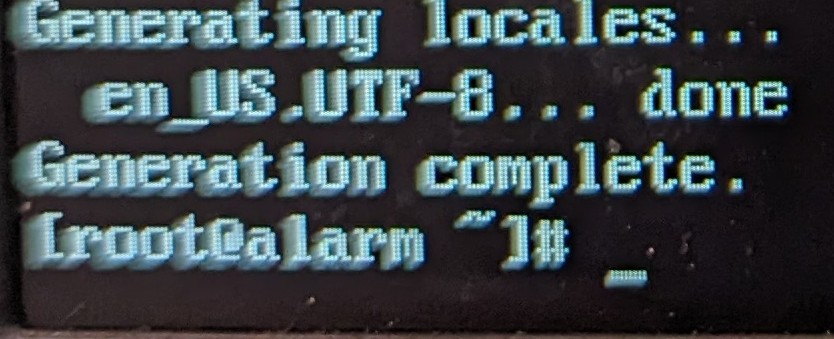 Generating locales...
  en_US.UTF-8... done
Generation complete.
[root@alarm ~]# _